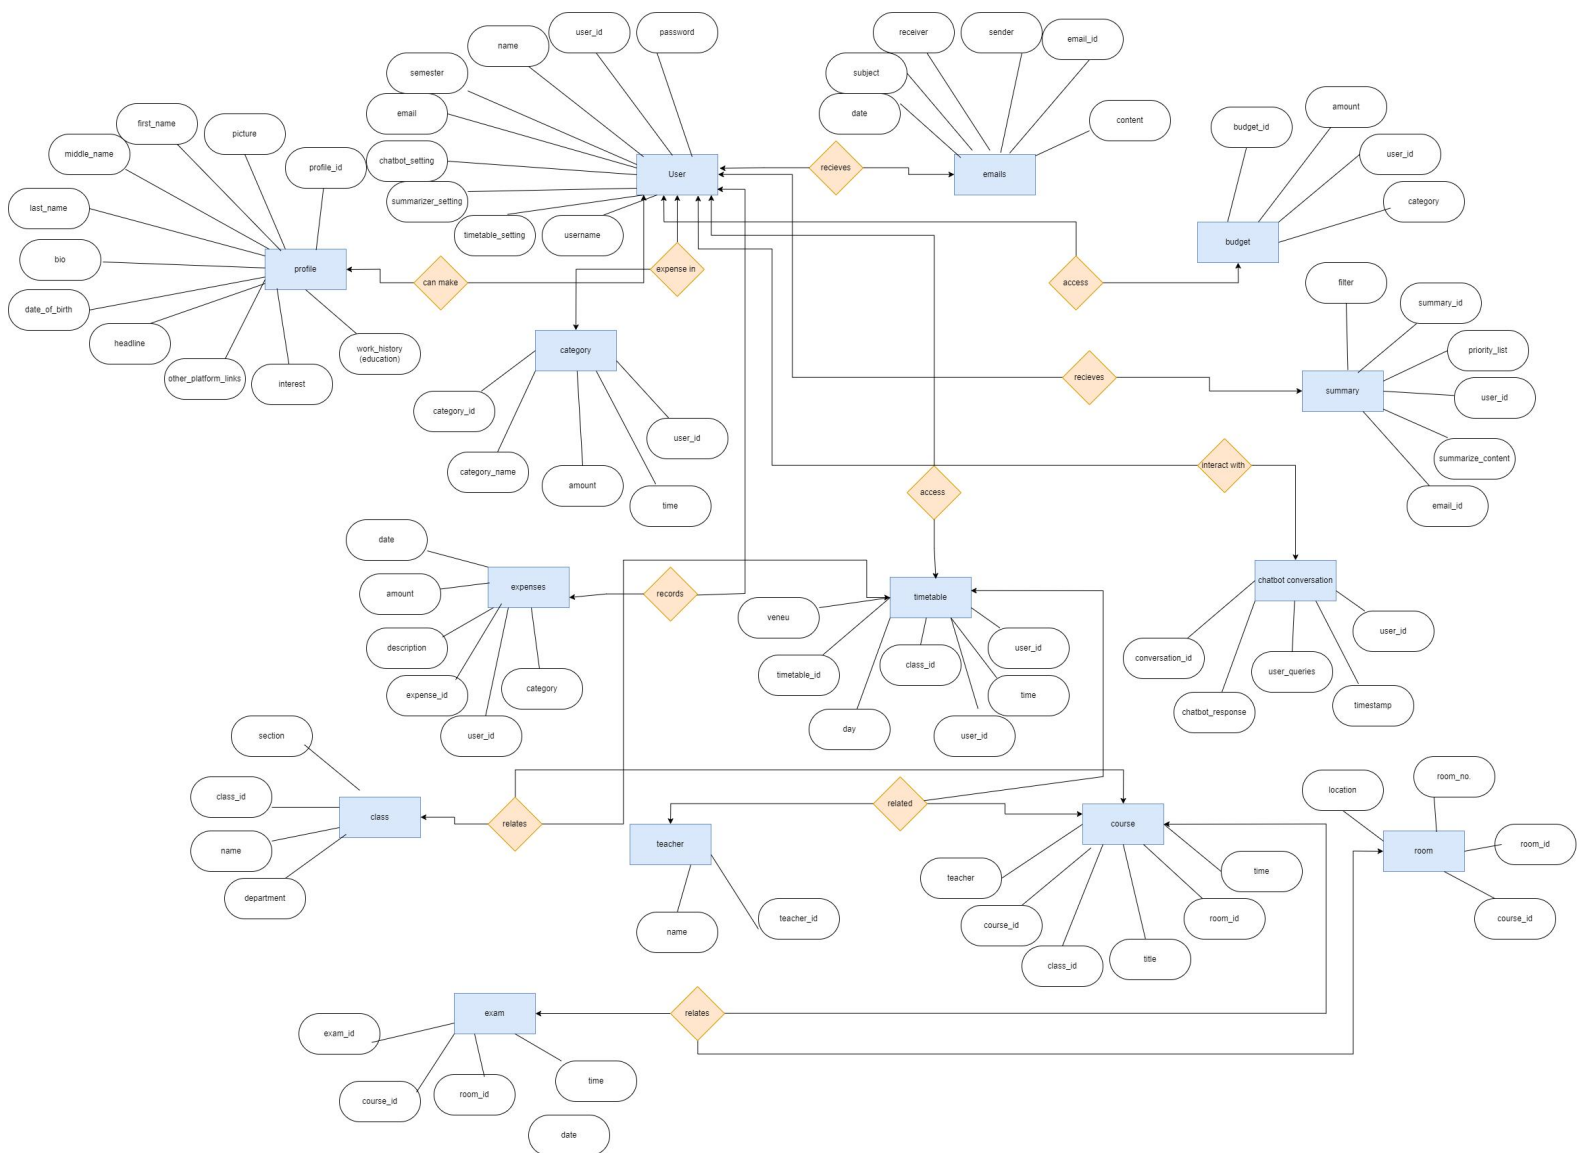 user_id
password
name
semester
email
chatbot_setting
summarizer_setting
timetable_setting
username
User
receiver
sender
email_id
subject
date
content
recieves
emails
budget_id
amount
user_id
category
budget
access
first_name
picture
middle_name
profile_id
last_name
bio
date_of_birth
headline
other_platform_links
interest
work_history
(education)
profile
can make
expense in
category
category_id
category_name
amount
time
user_id
filter
summary_id
priority_list
user_id
summarize_content
email_id
summary
recieves
interact with
access
date
amount
description
expense_id
user_id
category
expenses
records
timetable
veneu
timetable_id
day
class_id
user_id
time
user_id
chatbot conversation
conversation_id
chatbot_response
user_queries
timestamp
user_id
section
class_id
name
department
class
relates
related
teacher
name
teacher_id
course
teacher
course_id
class_id
title
room_id
time
location
room_no.
room_id
course_id
room
exam
exam_id
course_id
room_id
time
date
relates